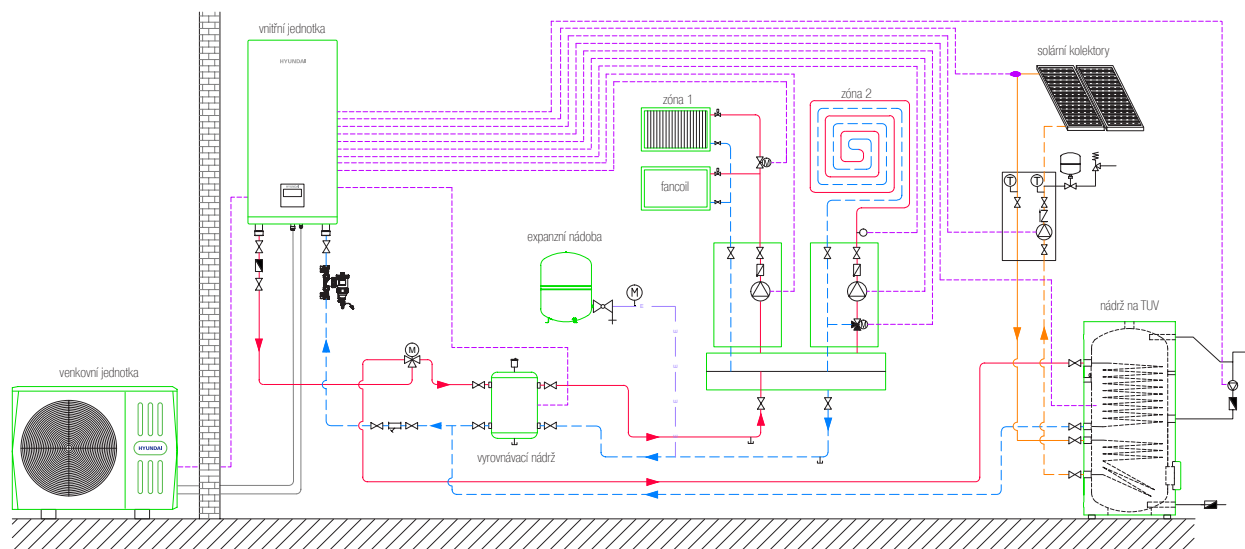 vnitřní jednotka
HYUNDAI
solární kolektory
zóna 1
zóna 2
fancoil
T
T
expanzní nádoba
M
M
M
M
nádrž na TUV
venkovní jednotka
HYUNDAI
vyrovnávací nádrž